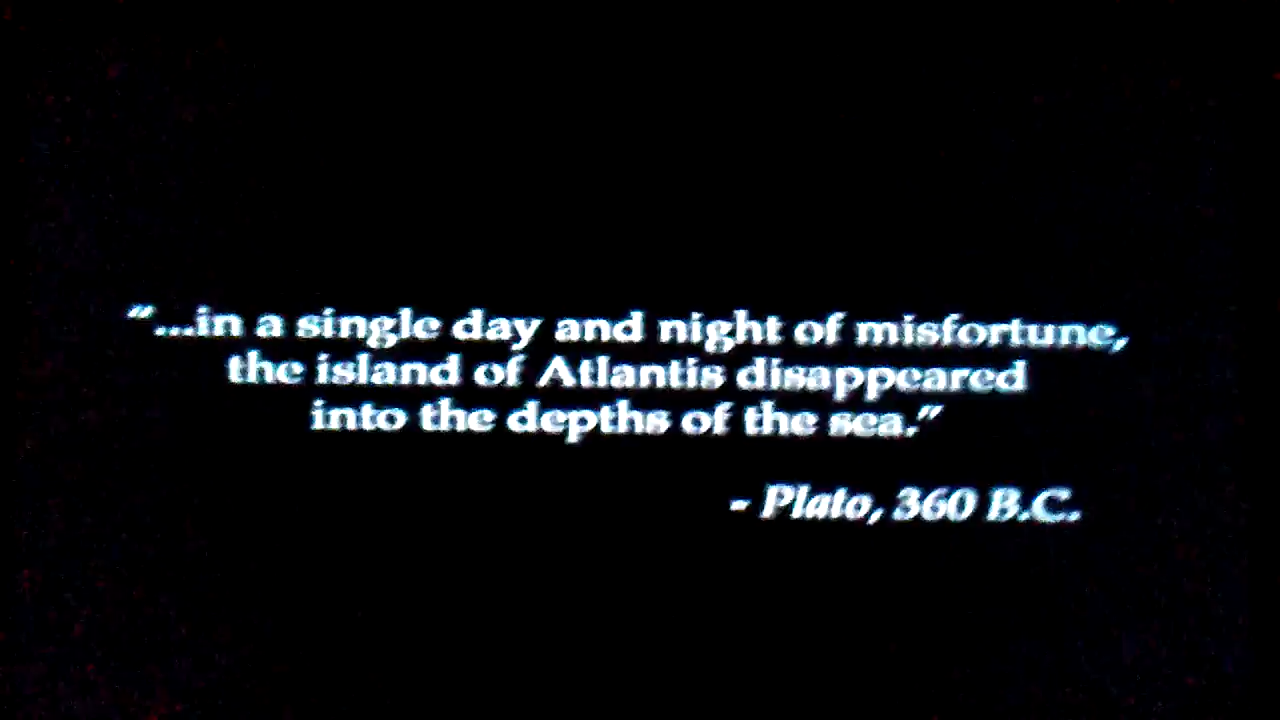 "...in a single day and night of misfortune,
the island of Atlantis disappeared
into the depths of the sea."
- Plato, 360 B.C.